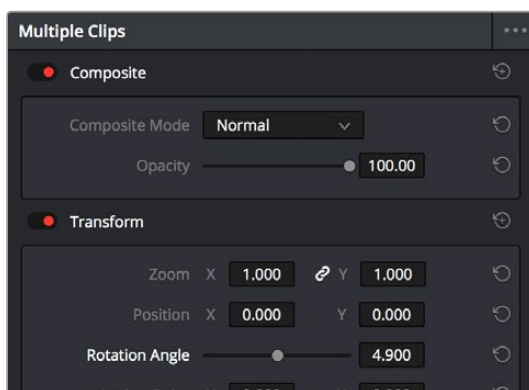 Multiple Clips
Composite
Composite Mode Normal
Opacity 100.00
Transform
Zoom X 1.000 Y 1.000
Position X 0.000 Y 0.000
Rotation Angle 4.900